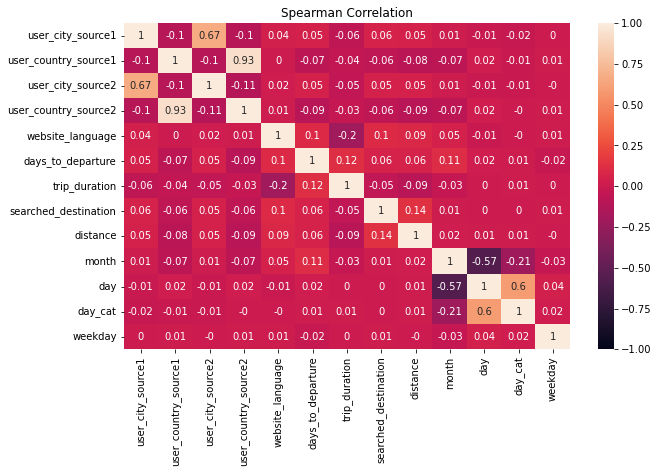 Spearman Correlation
user_city_source1 1 -0.1 0.67 -0.1 0.04 0.05 -0.06 0.06 0.05 0.01 -0.01 -0.02 0
user_country_source1 -0.1 1 -0.1 0.93 0 -0.07 -0.04 -0.06 -0.08 -0.07 0.02 -0.01 0.01
user_city_source2 0.67 -0.1 1 -0.11 0.02 0.05 -0.05 0.05 0.05 0.01 -0.01 -0.01 -0
user_country_source2 -0.1 0.93 -0.11 1 0.01 -0.09 -0.03 -0.06 -0.09 -0.07 0.02 -0 0.01
website_language 0.04 0 0.02 0.01 1 0.1 -0.2 0.1 0.09 0.05 -0.01 -0 0.01
days_to_departure 0.05 -0.07 0.05 -0.09 0.1 1 0.12 0.06 0.06 0.11 0.02 0.01 -0.02
trip_duration -0.06 -0.04 -0.05 -0.03 -0.2 0.12 1 -0.05 -0.09 -0.03 0 0.01 0
searched_destination 0.06 -0.06 0.05 -0.06 0.1 0.06 -0.05 1 0.14 0.01 0 0 0.01
distance 0.05 -0.08 0.05 -0.09 0.09 0.06 -0.09 0.14 1 0.02 0.01 0.01 -0
month 0.01 -0.07 0.01 -0.07 0.05 0.11 -0.03 0.01 0.02 1 -0.57 -0.21 -0.03
day -0.01 0.02 -0.01 0.02 -0.01 0.02 0 0 0.01 -0.57 1 0.6 0.04
day_cat -0.02 -0.01 -0.01 -0 -0 0.01 0.01 0 0.01 -0.21 0.6 1 0.02
weekday 0 0.01 -0 0.01 0.01 -0.02 0 0.01 -0 -0.03 0.04 0.02 1
user_city_source1
user_country_source1
user_city_source2
user_country_source2
website_language
days_to_departure
trip_duration
searched_destination
distance
month
day
day_cat
weekday
1.00
0.75
0.50
0.25
0.00
−0.25
−0.50
−0.75
−1.00